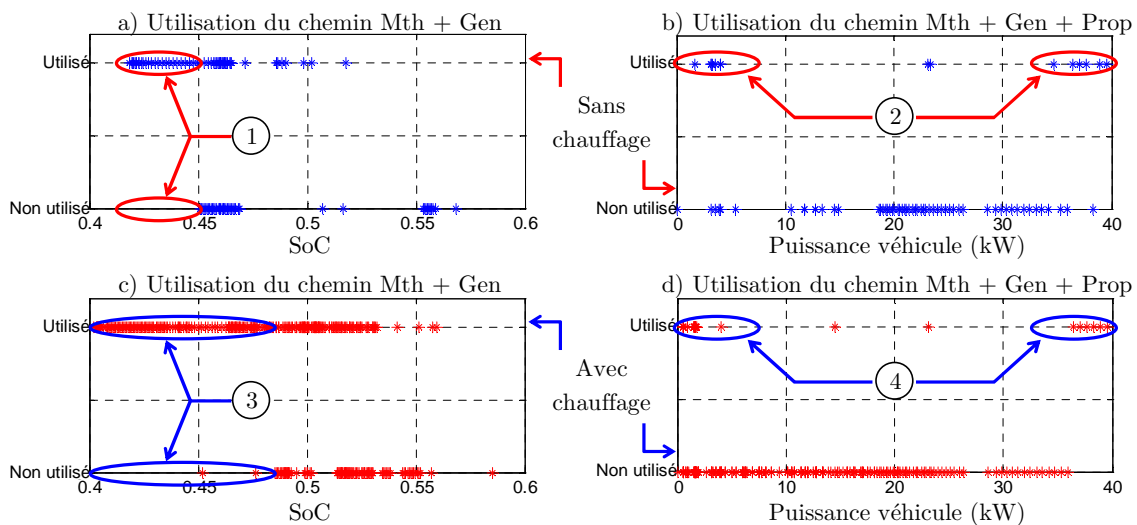 a) Utilisation du chemin Mth + Gen
Utilisé
Non utilisé
0.4 0.45 0.5 0.55 0.6
SoC
1
b) Utilisation du chemin Mth + Gen + Prop
Utilisé
Non utilisé
0 10 20 30 40
Puissance véhicule (kW)
2
Sans
chauffage
c) Utilisation du chemin Mth + Gen
Utilisé
Non utilisé
0.4 0.45 0.5 0.55 0.6
SoC
3
d) Utilisation du chemin Mth + Gen + Prop
Utilisé
Non utilisé
0 10 20 30 40
Puissance véhicule (kW)
4
Avec
chauffage